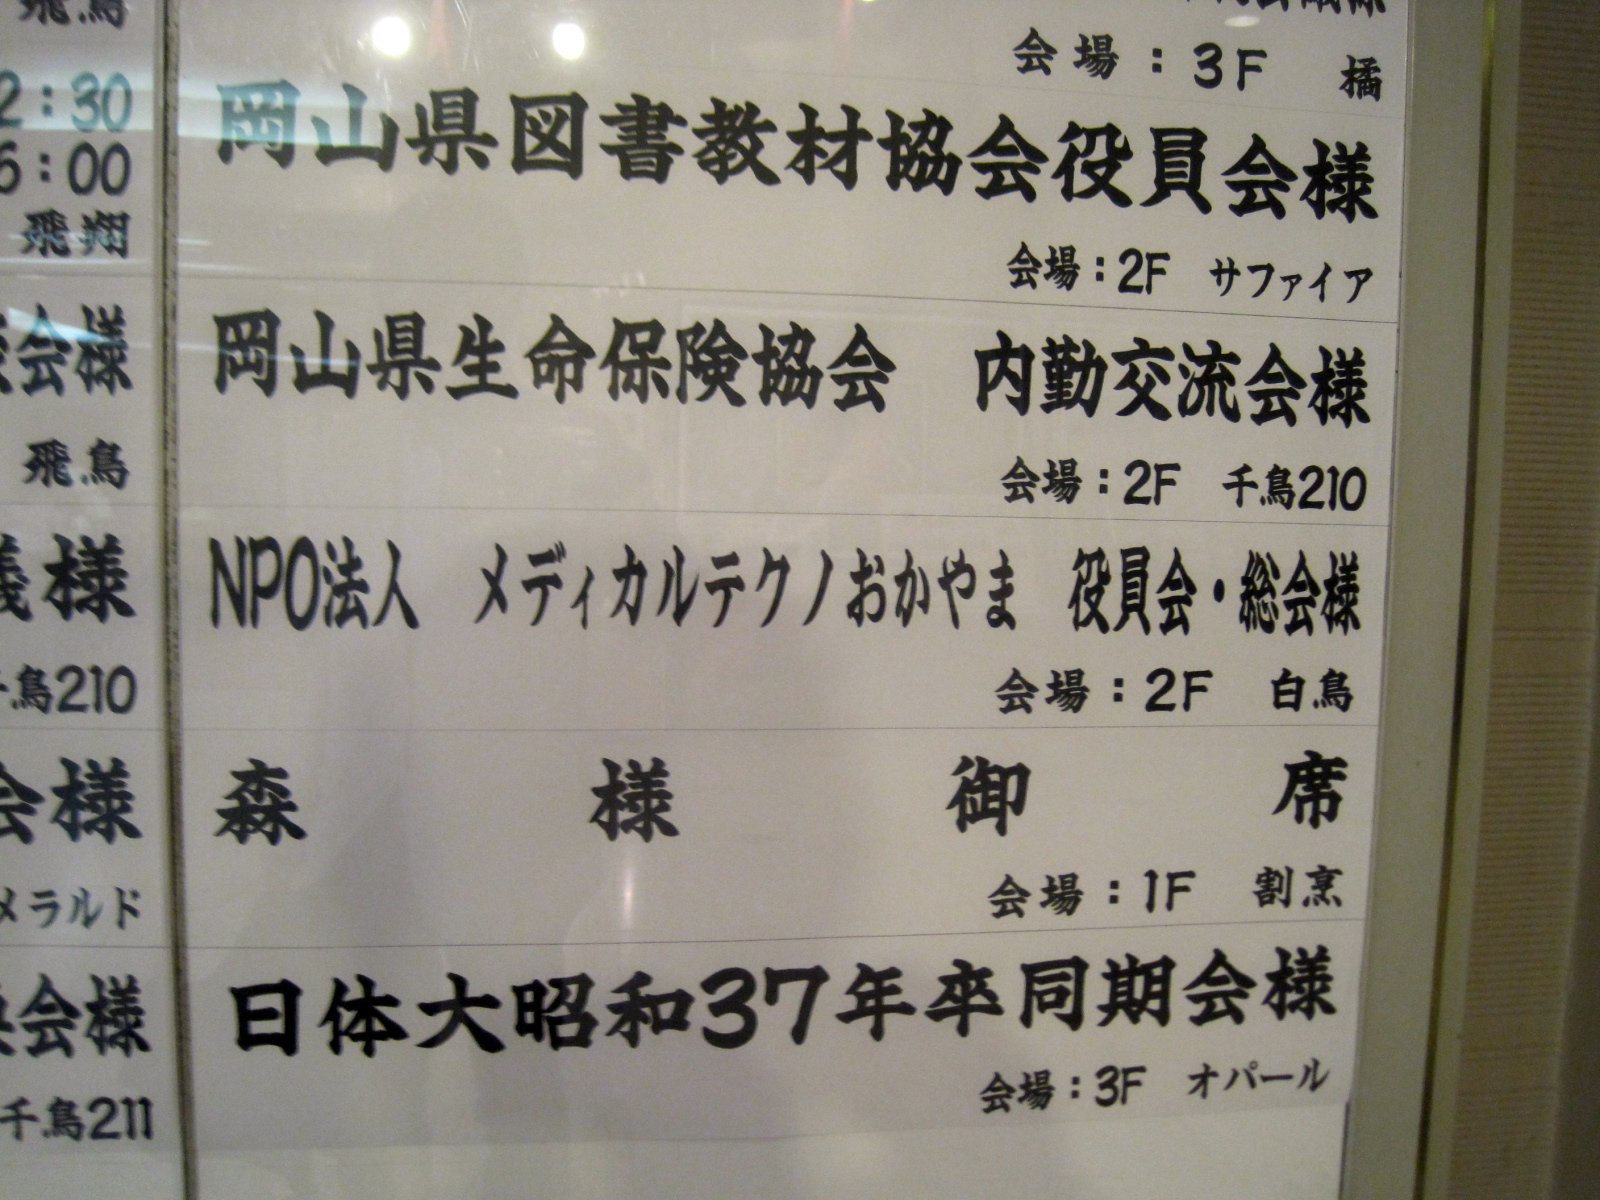 飛鳥
2:30
6:00
飛翔
会様
飛鳥
様
千鳥210
会様
メラルド
会様
千鳥211
会場:3F 橘
岡山県図書教材協会役員会様
会場:2F サファイア
岡山県生命保険協会 内勤交流会様
会場:2F 千鳥210
NPO法人 メディカルテクノおかやま 役員会・総会様
会場:2F 白鳥
森様御席
会場:1F 割烹
日体大昭和37年卒同期会様
会場:3F オパール